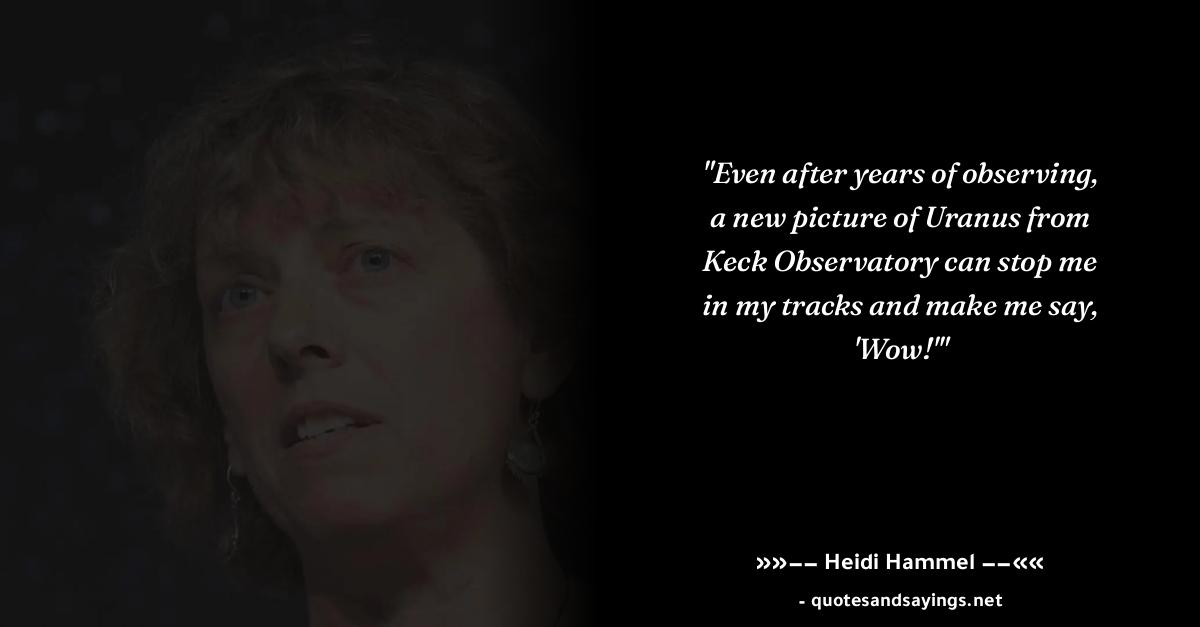 "Even after years of observing,
a new picture of Uranus from
Keck Observatory can stop me
in my tracks and make me say,
'Wow!'"
»»−− Heidi Hammel −−««
- quotesandsayings.net